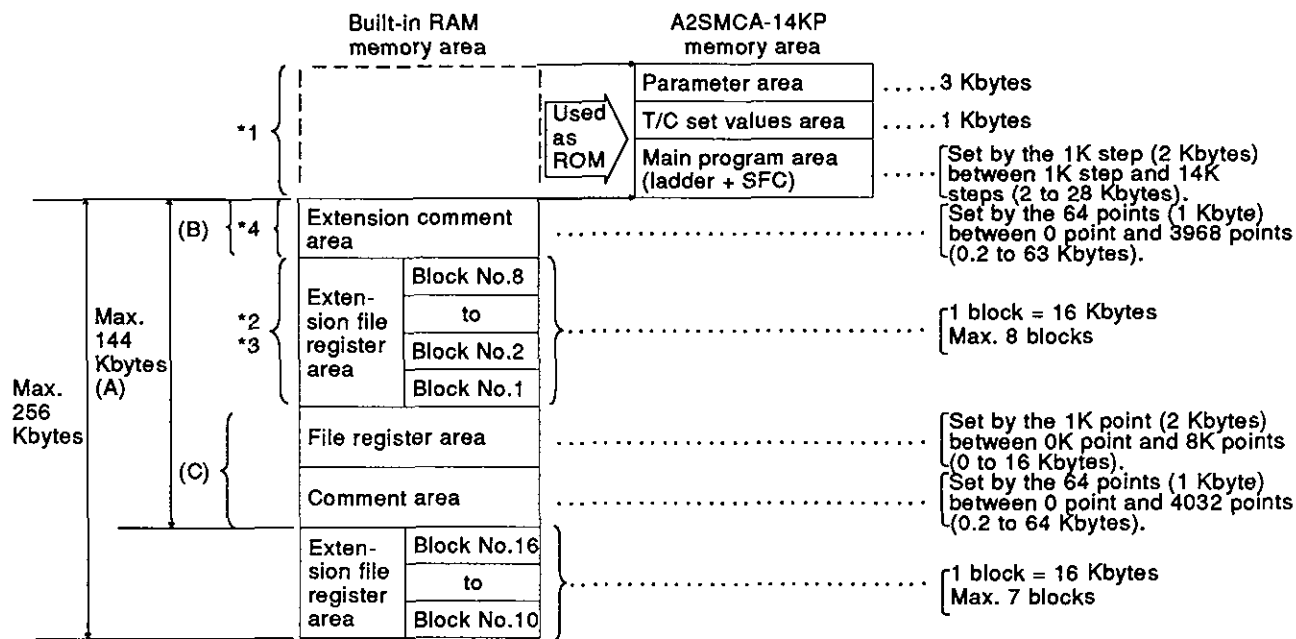 Built-in RAM
memory area
A2SMCA-14KP
memory area
*1
Used
as
ROM
Parameter area
.....3 Kbytes
T/C set values area
.....1 Kbytes
Main program area
(ladder + SFC)
Set by the 1K step (2 Kbytes)
between 1K step and 14K
steps (2 to 28 Kbytes).
(B)
*4
Extension comment
area
Set by the 64 points (1 Kbyte)
between 0 point and 3968 points
(0.2 to 63 Kbytes).
Max.
256
Kbytes
Max.
144
Kbytes
(A)
*2
*3
Exten-
sion file
register
area
Block No.8
to
Block No.2
Block No.1
1 block = 16 Kbytes
Max. 8 blocks
(C)
File register area
Set by the 1K point (2 Kbytes)
between 0K point and 8K points
(0 to 16 Kbytes).
Comment area
Set by the 64 points (1 Kbyte)
between 0 point and 4032 points
(0.2 to 64 Kbytes).
Exten-
sion file
register
area
Block No.16
to
Block No.10
1 block = 16 Kbytes
Max. 7 blocks